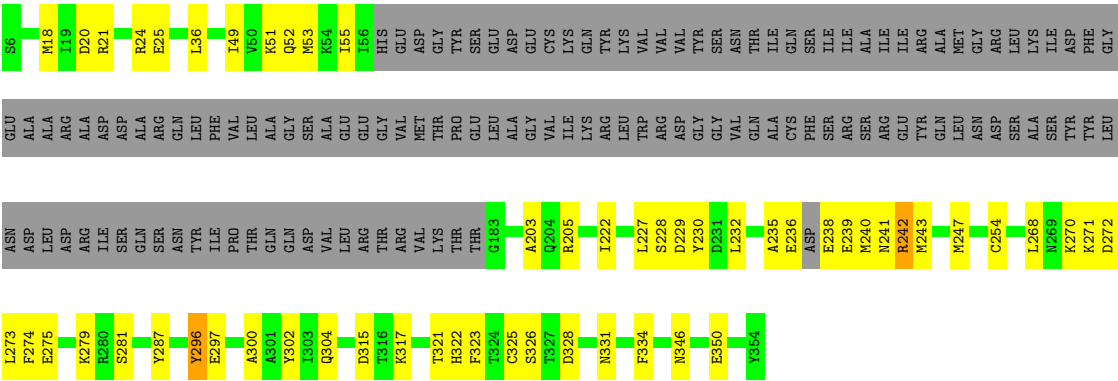 S6 M18 I19 D20 R21 R24 E25 L36 I49 V50 K51 Q52 M53 K54 I55 I56 HIS GLU ASP GLY TYR SER GLU ASP GLU CYS LYS GLN TYR LYS VAL VAL VAL TYR SER ASN THR ILE GLN SER ILE ILE ALA ILE ILE ARG ALA MET GLY ARG LEU LYS ILE ASP PHE GLY
GLU ALA ALA ARG ALA ASP ASP ALA ARG GLN LEU PHE VAL LEU ALA GLY SER ALA GLU GLU GLY VAL MET THR PRO GLU LEU ALA GLY VAL ILE LYS ARG LEU TRP ARG ASP GLY GLY VAL GLN ALA CYS PHE SER ARG SER ARG GLU TYR GLN LEU ASN ASP SER ALA SER TYR TYR LEU
ASN ASP LEU ASP ARG ILE SER GLN SER ASN TYR ILE PRO THR GLN GLN ASP VAL LEU ARG THR ARG VAL LYS THR THR G183 A203 Q204 R205 I222 L227 S228 D229 Y230 D231 L232 A235 E236 ASP E238 E239 M240 N241 R242 M243 M247 C254 L268 N269 K270 K271 D272
L273 F274 E275 K279 R280 S281 Y287 Y296 E297 A300 A301 Y302 I303 Q304 D315 T316 K317 T321 H322 F323 T324 C325 S326 T327 D328 N331 F334 N346 E350 Y354